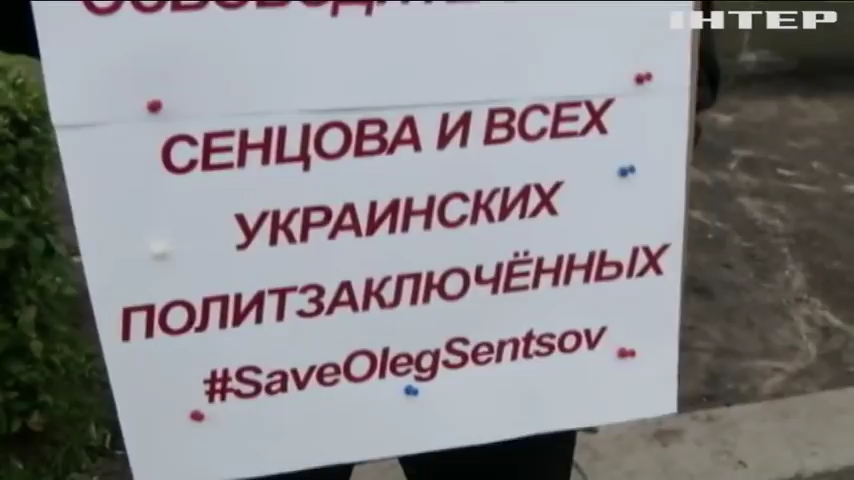 ІНТЕР
СЕНЦОВА И ВСЕХ
УКРАИНСКИХ
ПОЛИТЗАКЛЮЧЁННЫХ
#SaveOlegSentsov